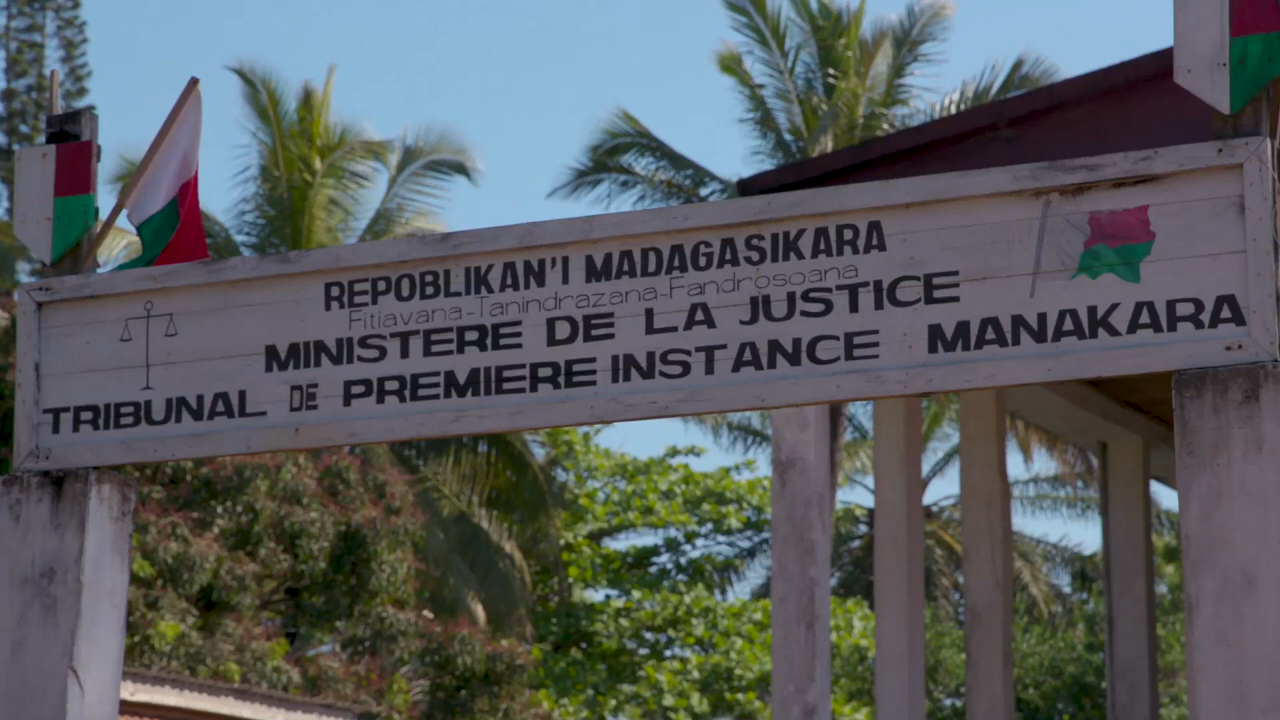 REPOBLIKAN'I MADAGASIKARA
Fitiavana-Tanindrazana-Fandrosoana
MINISTERE DE LA JUSTICE
TRIBUNAL DE PREMIERE INSTANCE MANAKARA